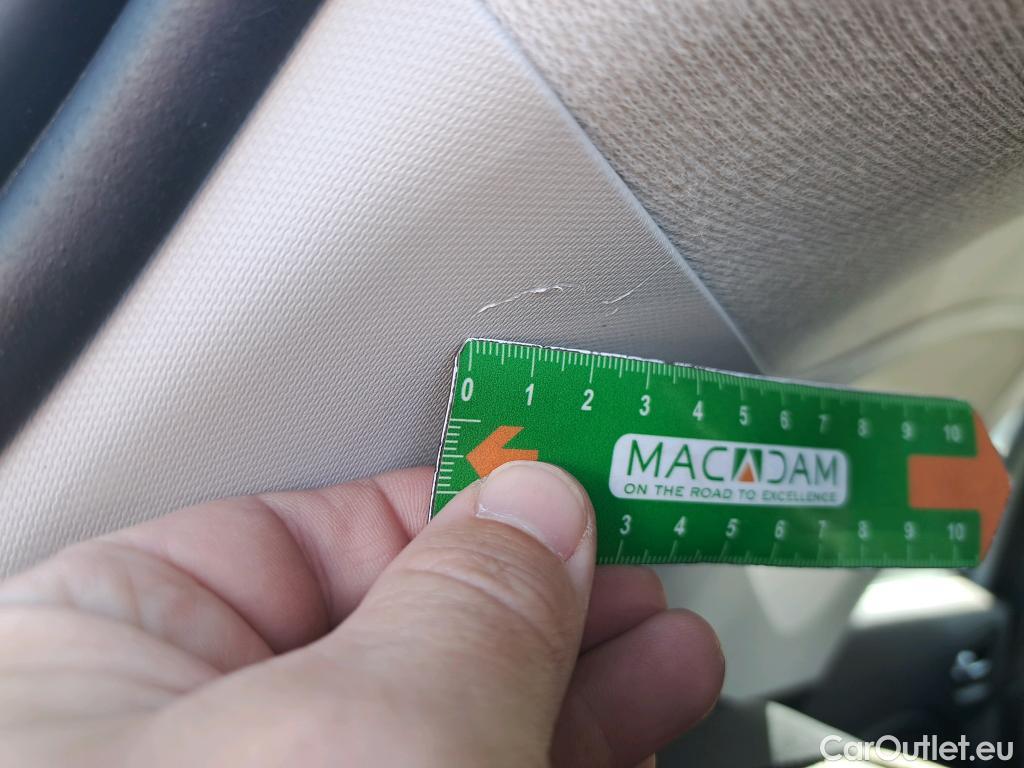 0 1 2 3 4 5 6 7 8 9 10
MACADAM
ON THE ROAD TO EXCELLENCE
3 4 5 6 7 8 9 10
CarOutlet.eu